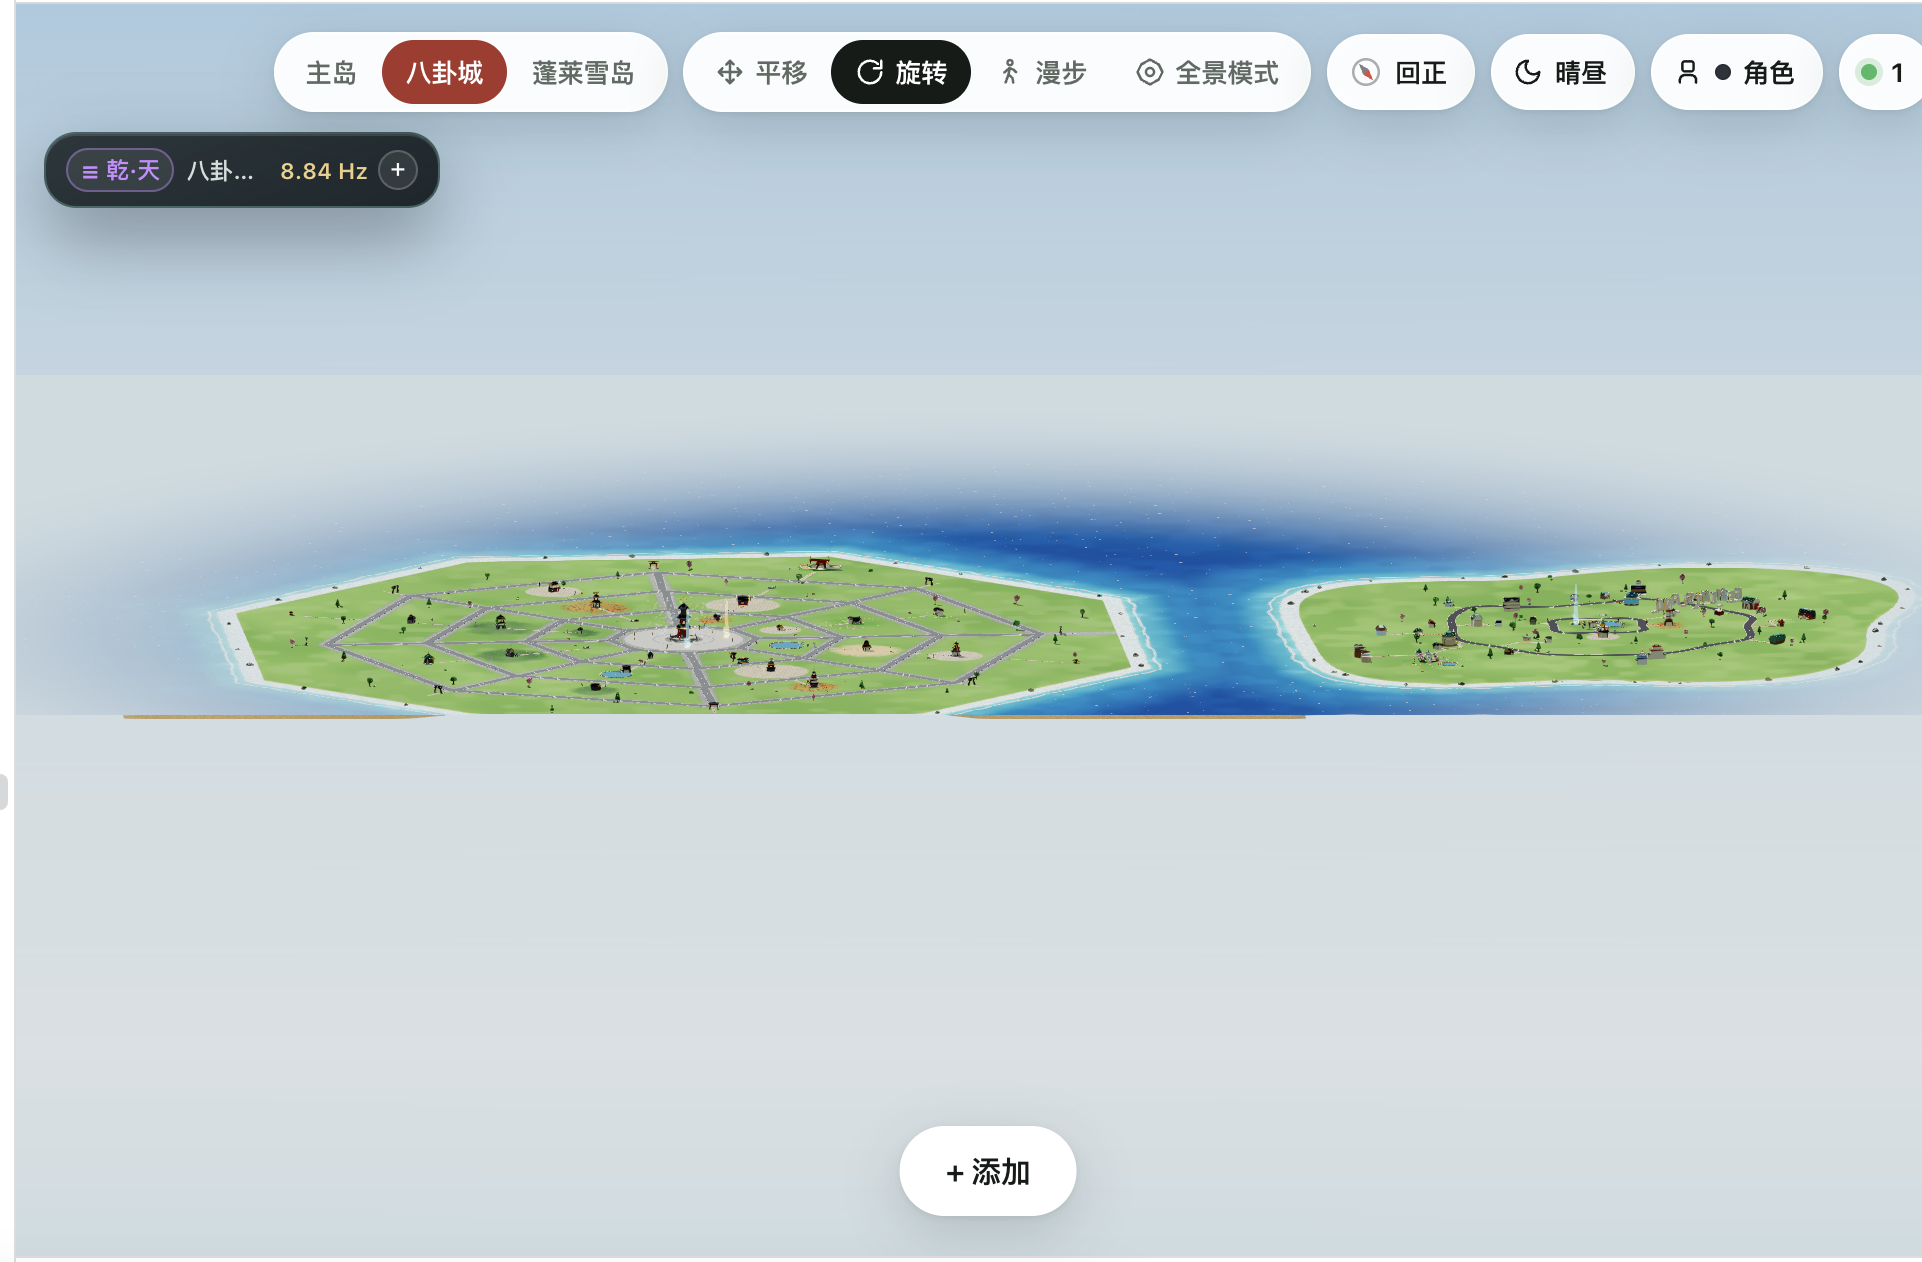 主岛 八卦城 蓬莱雪岛 平移 旋转 漫步 全景模式 回正 晴昼 角色 1
乾·天 八卦... 8.84 Hz +
+ 添加